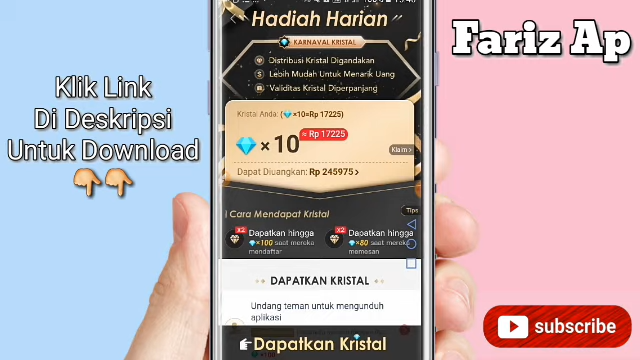 Hadiah Harian
KARNAVAL KRISTAL
Distribusi Kristal Digandakan
Lebih Mudah Untuk Menarik Uang
Validitas Kristal Diperpanjang
Kristal Anda: (💎×10≈Rp 17225)
💎 × 10 ≈ Rp 17225
Klaim >
Dapat Diuangkan: Rp 245975 >
Tips
i Cara Mendapat Kristal
x2 Dapatkan hingga
💎×100 saat mereka
mendaftar
x2 Dapatkan hingga
💎×80 saat mereka
memesan
DAPATKAN KRISTAL
Undang teman untuk mengunduh
aplikasi
Dapatkan Kristal
Klik Link
Di Deskripsi
Untuk Download
👇👇
Fariz Ap
subscribe